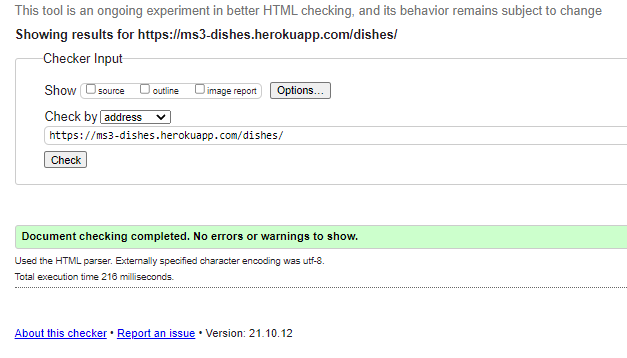 This tool is an ongoing experiment in better HTML checking, and its behavior remains subject to change
Showing results for https://ms3-dishes.herokuapp.com/dishes/
Checker Input
Show source outline image report Options...
Check by address
https://ms3-dishes.herokuapp.com/dishes/
Check
Document checking completed. No errors or warnings to show.
Used the HTML parser. Externally specified character encoding was utf-8.
Total execution time 216 milliseconds.
About this checker • Report an issue • Version: 21.10.12